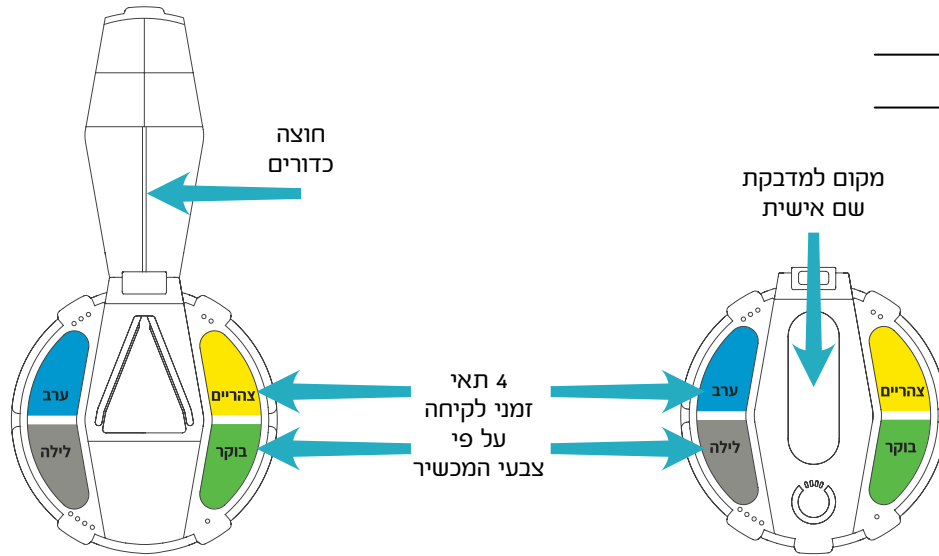 חוצה
כדורים
מקום למדבקת
שם אישית
ערב
צהריים
לילה
בוקר
4 תאי
זמני לקיחה
על פי
צבעי המכשיר
ערב
צהריים
לילה
בוקר